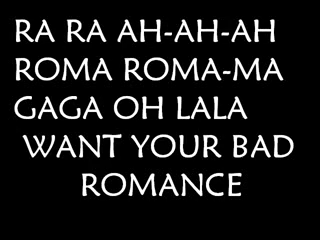 RA RA AH-AH-AH
ROMA ROMA-MA
GAGA OH LALA
WANT YOUR BAD
ROMANCE